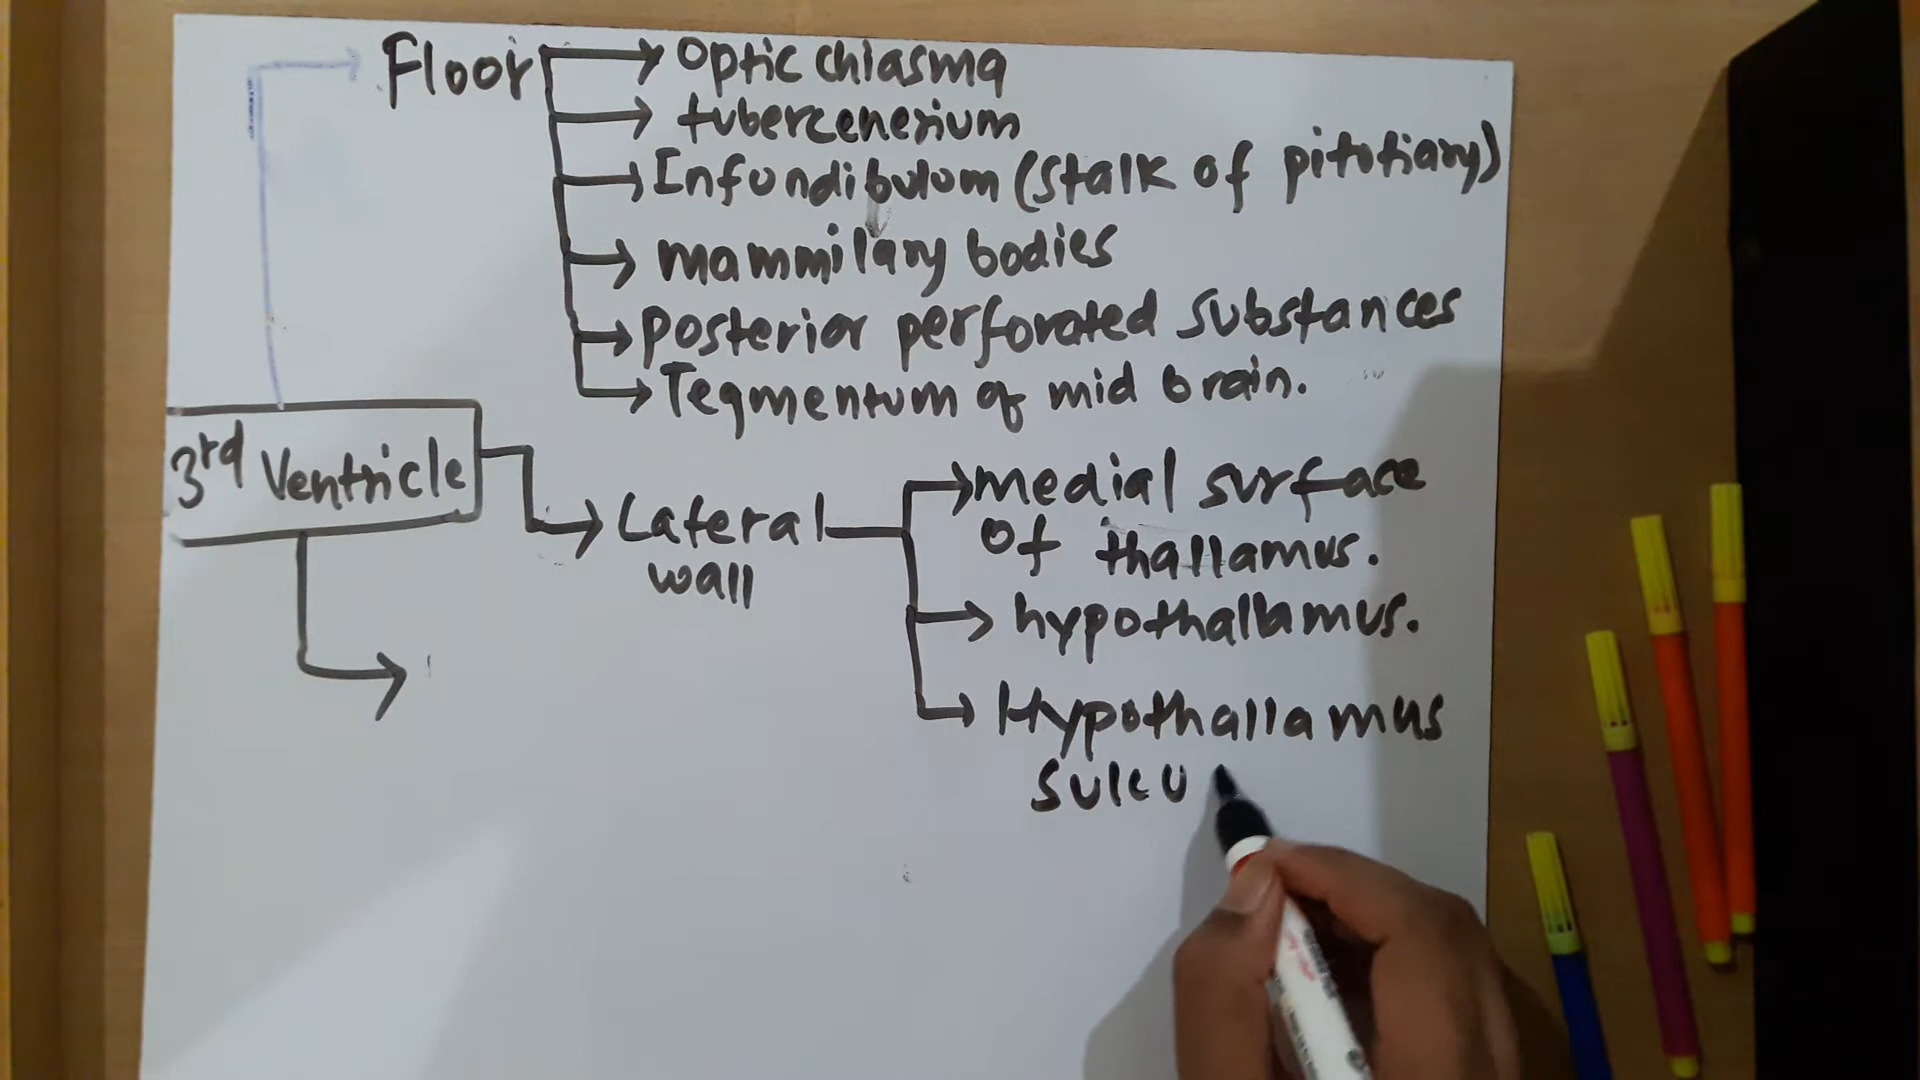 Floor
Optic chiasma
tubercenerium
Infundibulum (stalk of pitutiary)
mammilary bodies
posterior perforated substances
Tegmentum of mid brain.
3rd Ventricle
Lateral
wall
medial surface
of thallamus.
hypothallamus.
Hypothallamus
sulcu